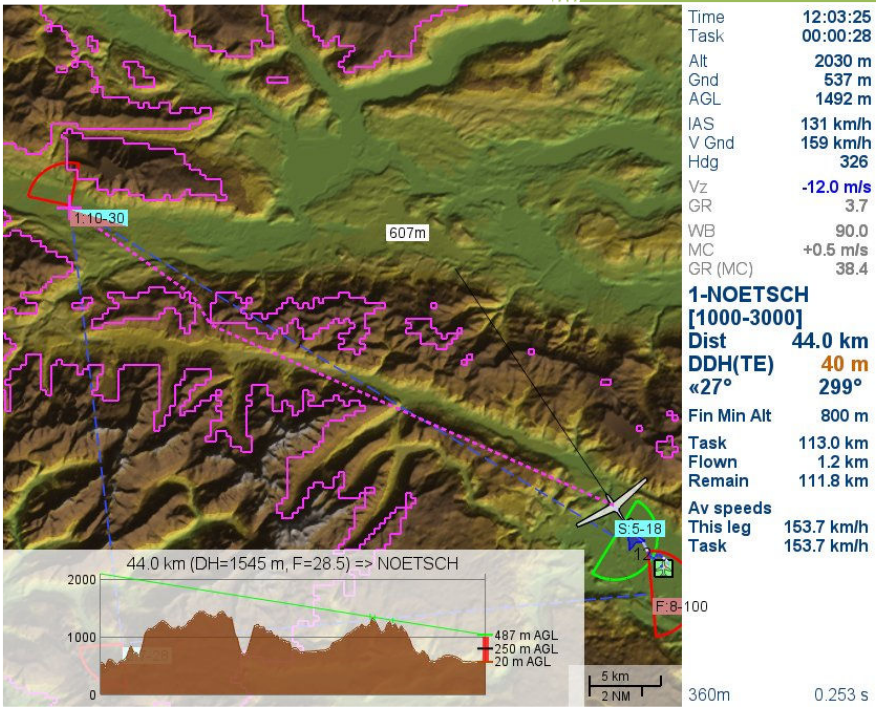 Time 12:03:25
Task 00:00:28
Alt 2030 m
Gnd 537 m
AGL 1492 m
IAS 131 km/h
V Gnd 159 km/h
Hdg 326
Vz -12.0 m/s
GR 3.7
WB 90.0
MC +0.5 m/s
GR (MC) 38.4
1-NOETSCH
[1000-3000]
Dist 44.0 km
DDH(TE) 40 m
«27° 299°
Fin Min Alt 800 m
Task 113.0 km
Flown 1.2 km
Remain 111.8 km
Av speeds
This leg 153.7 km/h
Task 153.7 km/h
360m 0.253 s
1:10-30
607m
S:5-18
12
F:8-100
44.0 km (DH=1545 m, F=28.5) => NOETSCH
2000
1000
0
487 m AGL
250 m AGL
20 m AGL
5 km
2 NM